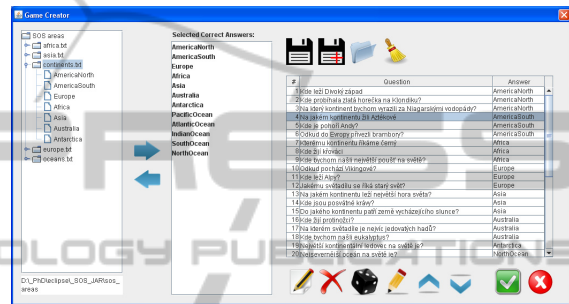 Game Creator
SOS areas
africa.txt
asia.txt
continents.txt
AmericaNorth
AmericaSouth
Europe
Africa
Asia
Australia
Antarctica
europe.txt
oceans.txt
D:\_PhD\eclipse\_SOS_JAR\sos_
areas
Selected Correct Answers:
AmericaNorth
AmericaSouth
Europe
Africa
Asia
Australia
Antarctica
PacificOcean
AtlanticOcean
IndianOcean
SouthOcean
NorthOcean
# Question Answer
1 Kde leží Divoký západ AmericaNorth
2 Kde probíhala zlatá horečka na Klondiku? AmericaNorth
3 Na který kontinent bychom vyrazili za Niagarskými vodopády? AmericaNorth
4 Na jakém kontinentu žili Aztékové AmericaSouth
5 Kde je pohoří Andy? AmericaSouth
6 Odkud do Evropy přivezli brambory? AmericaSouth
7 Kterému kontinentu říkáme černý Africa
8 Kde žijí křováci Africa
9 Kde bychom našli největší poušť na světě? Africa
10 Odkud pochází Vikingové? Europe
11 Kde leží Alpy? Europe
12 Jakému světadílu se říká starý svět? Europe
13 Na jakém kontinentu leží největší hora světa? Asia
14 Kde jsou posvátné krávy? Asia
15 Do jakého kontinentu patří země vycházejícího slunce? Asia
16 Kde žijí protinožci? Australia
17 Na kterém světadíle je nejvíc jedovatých hadů? Australia
18 Kde bychom našli eukalyptus? Australia
19 Největší kontinentální ledovec na světě je? Antarctica
20 Nejsevernější oceán na světě je? NorthOcean